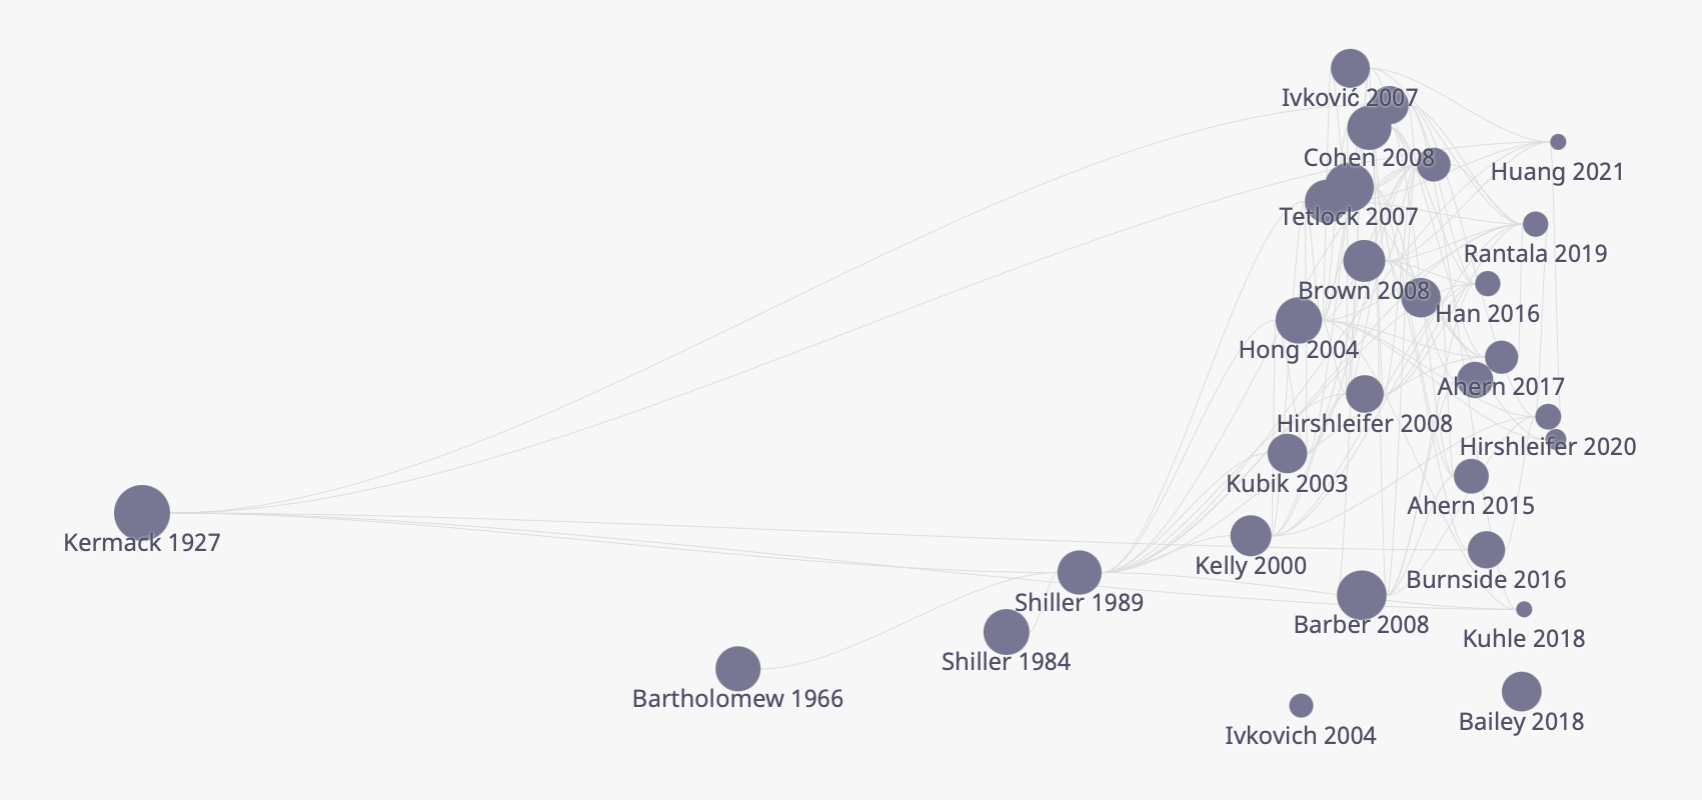 Ivković 2007
Cohen 2008
Huang 2021
Tetlock 2007
Rantala 2019
Brown 2008
Han 2016
Hong 2004
Ahern 2017
Hirshleifer 2008
Hirshleifer 2020
Kubik 2003
Ahern 2015
Kermack 1927
Kelly 2000
Burnside 2016
Shiller 1989
Barber 2008
Kuhle 2018
Shiller 1984
Bartholomew 1966
Bailey 2018
Ivkovich 2004